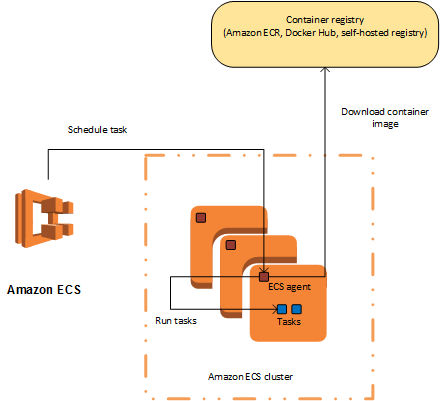 Container registry
(Amazon ECR, Docker Hub, self-hosted registry)
Download container
image
Schedule task
Amazon ECS
ECS agent
Run tasks
Tasks
Amazon ECS cluster